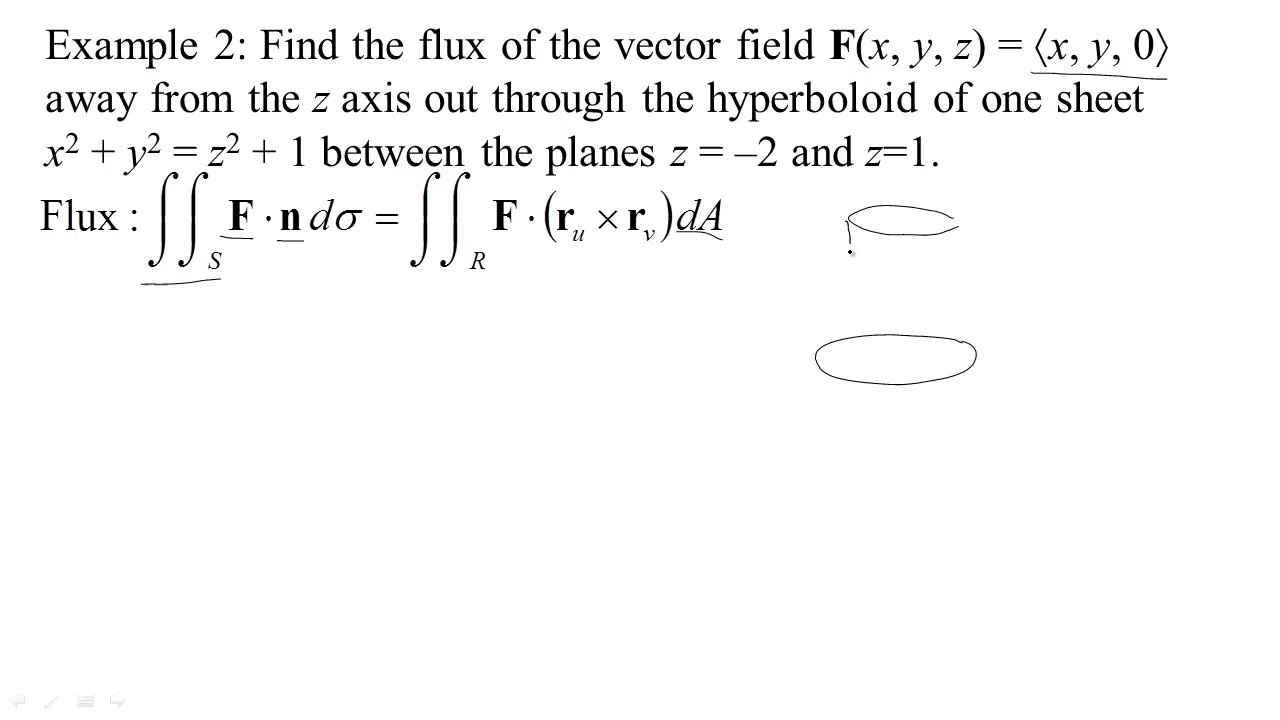 Example 2: Find the flux of the vector field F(x, y, z) = ⟨x, y, 0⟩
away from the z axis out through the hyperboloid of one sheet
x² + y² = z² + 1 between the planes z = –2 and z=1.
Flux : ∬_S F · n dσ = ∬_R F · (r_u × r_v) dA